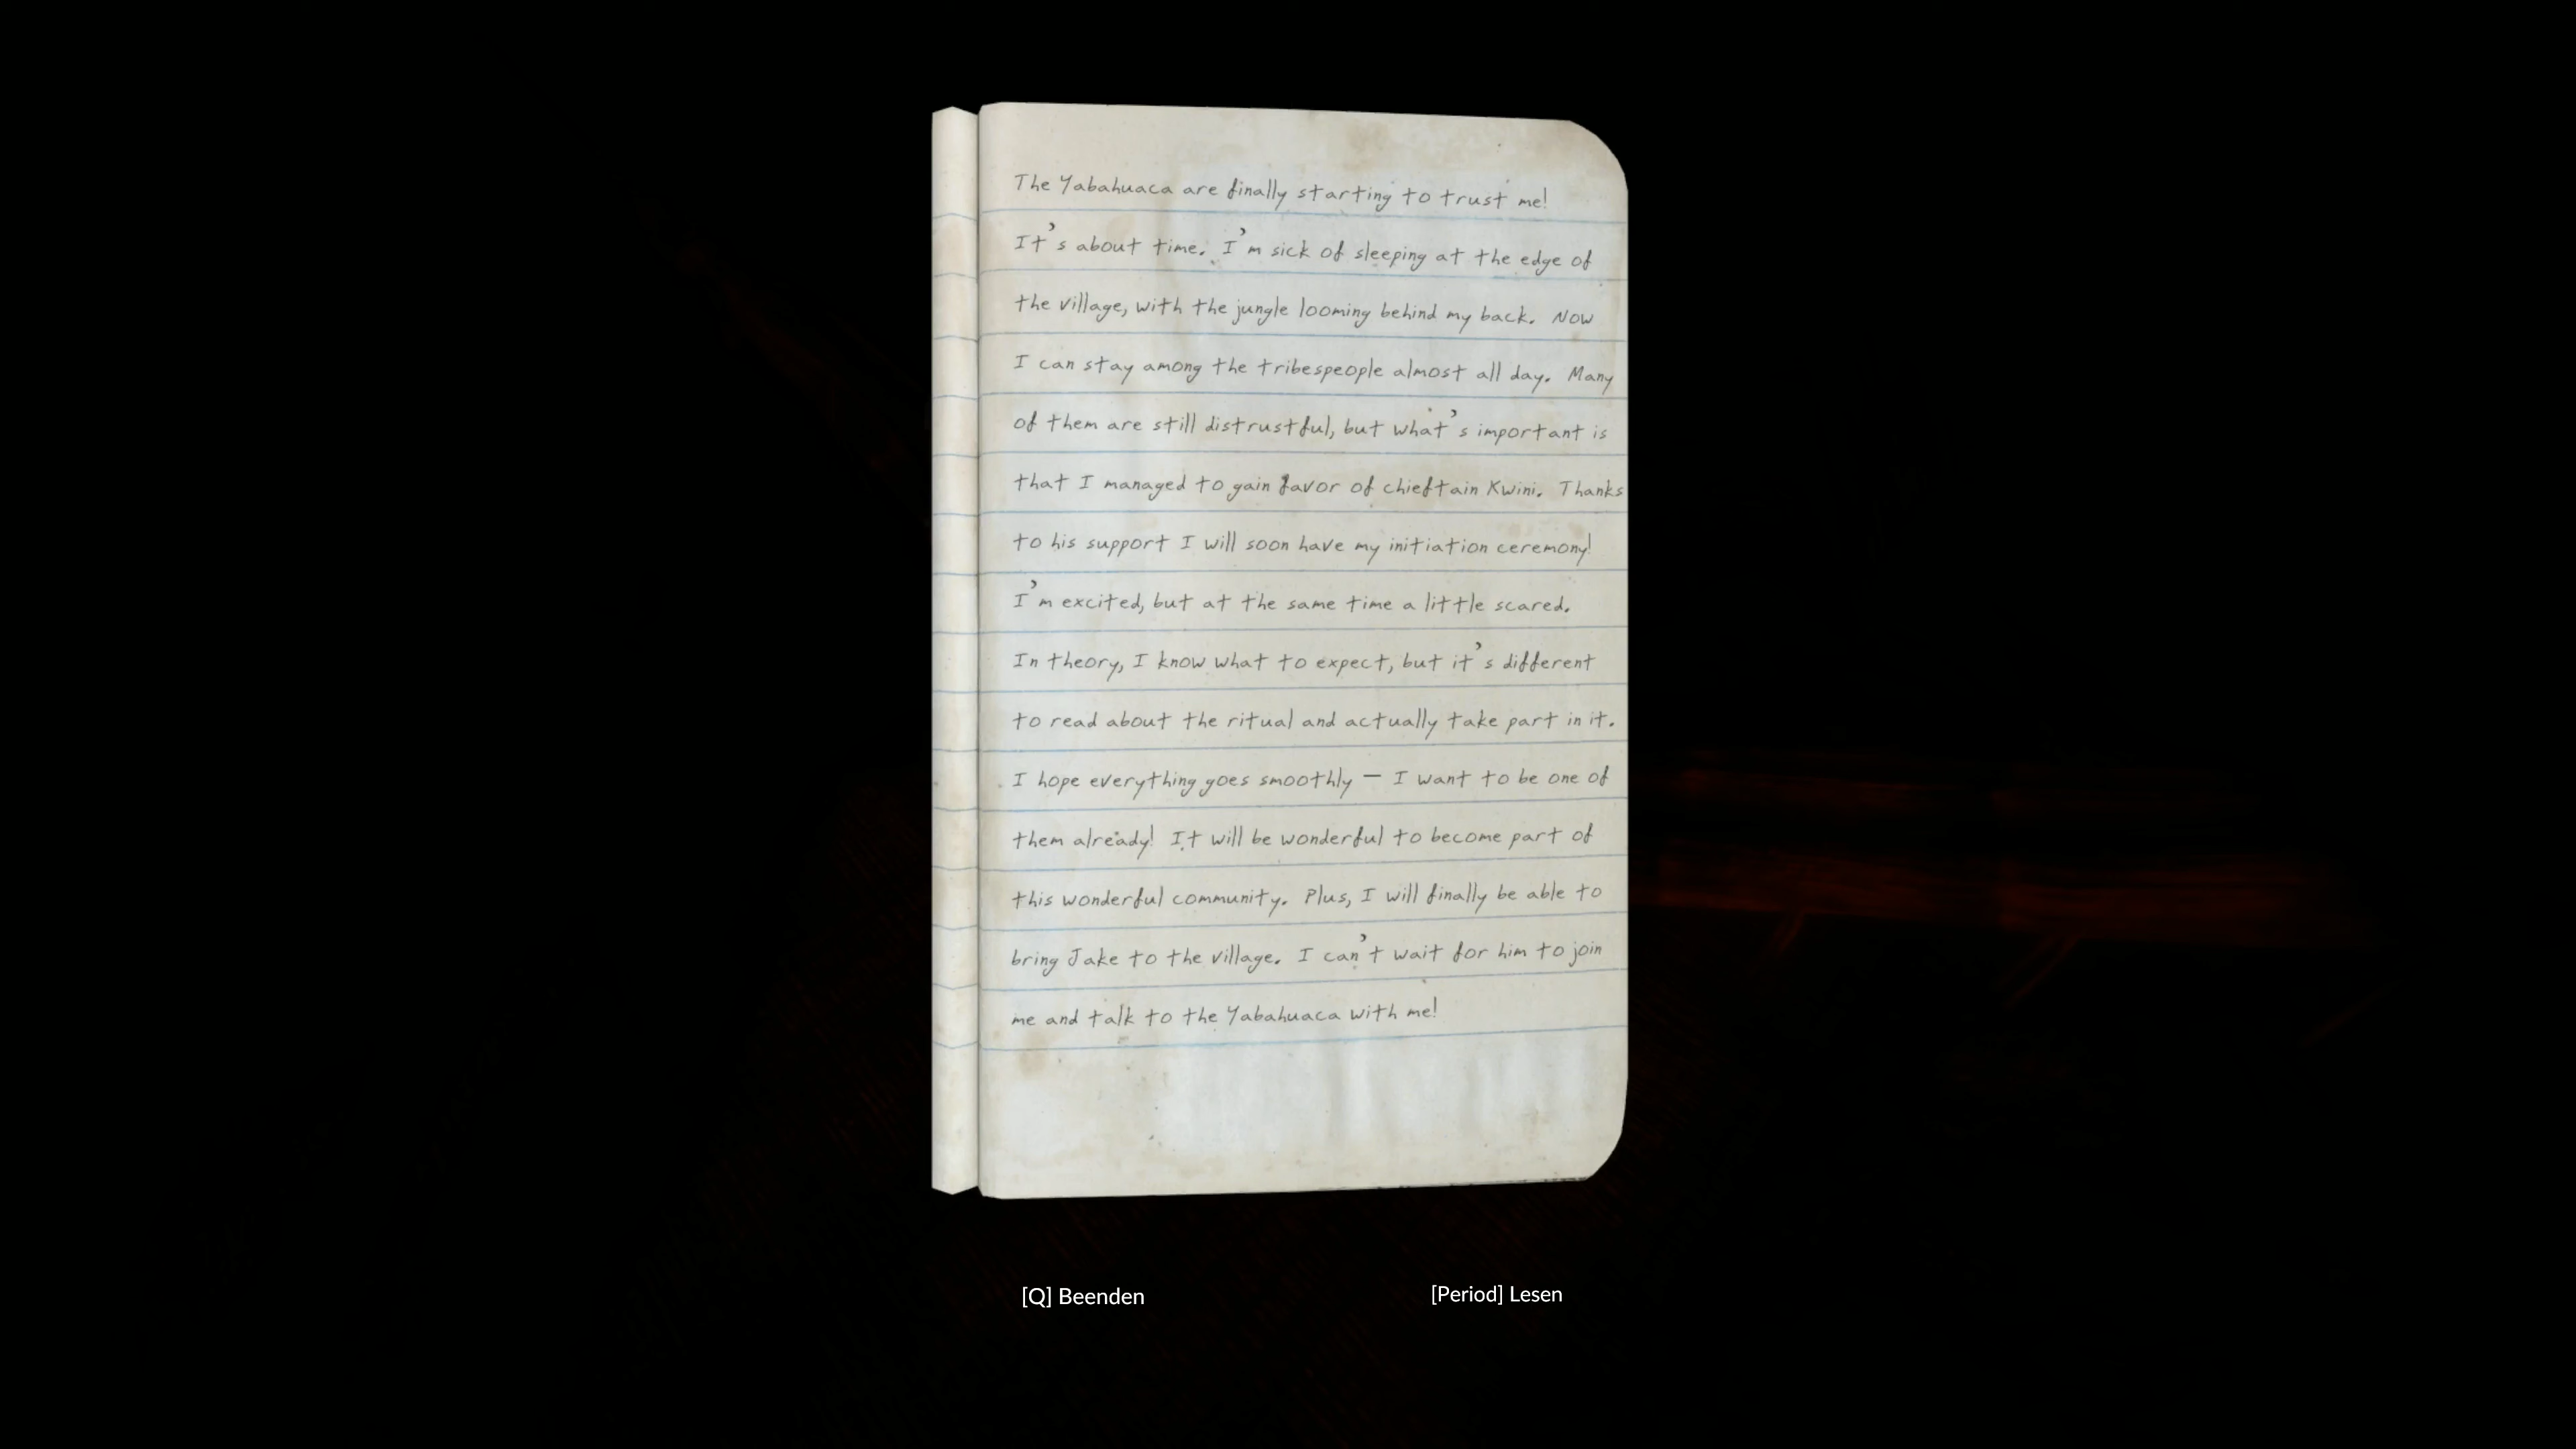 The Yabahuaca are finally starting to trust me!
It's about time. I'm sick of sleeping at the edge of
the village, with the jungle looming behind my back. Now
I can stay among the tribespeople almost all day. Many
of them are still distrustful, but what's important is
that I managed to gain favor of chieftain Kwini. Thanks
to his support I will soon have my initiation ceremony!
I'm excited, but at the same time a little scared.
In theory, I know what to expect, but it's different
to read about the ritual and actually take part in it.
I hope everything goes smoothly — I want to be one of
them already! It will be wonderful to become part of
this wonderful community. Plus, I will finally be able to
bring Jake to the village. I can't wait for him to join
me and talk to the Yabahuaca with me!
[Q] Beenden [Period] Lesen